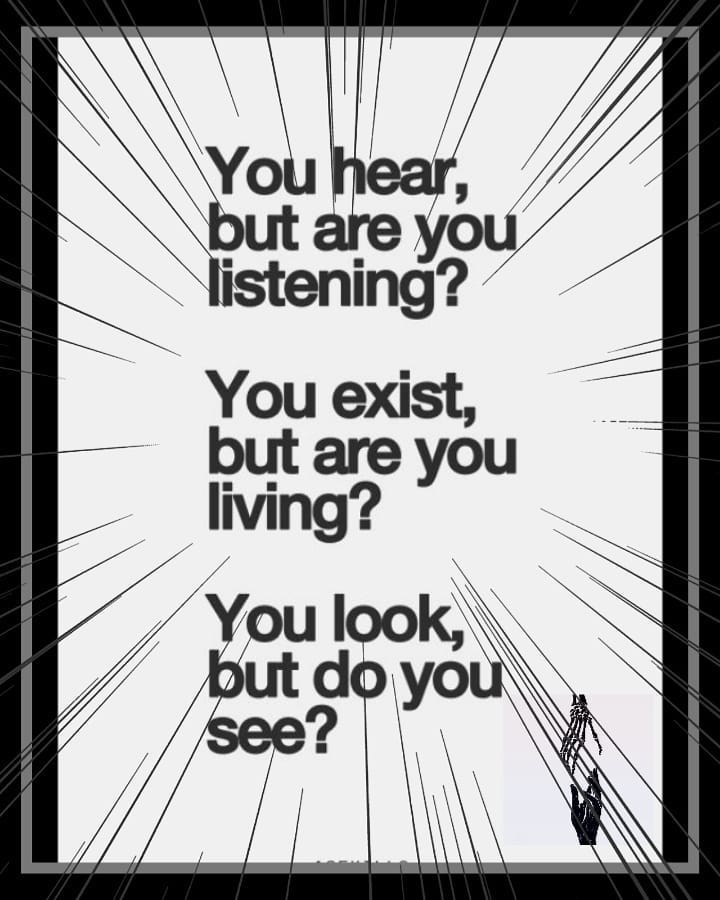 You hear,
but are you
listening?
You exist,
but are you
living?
You look,
but do you
see?